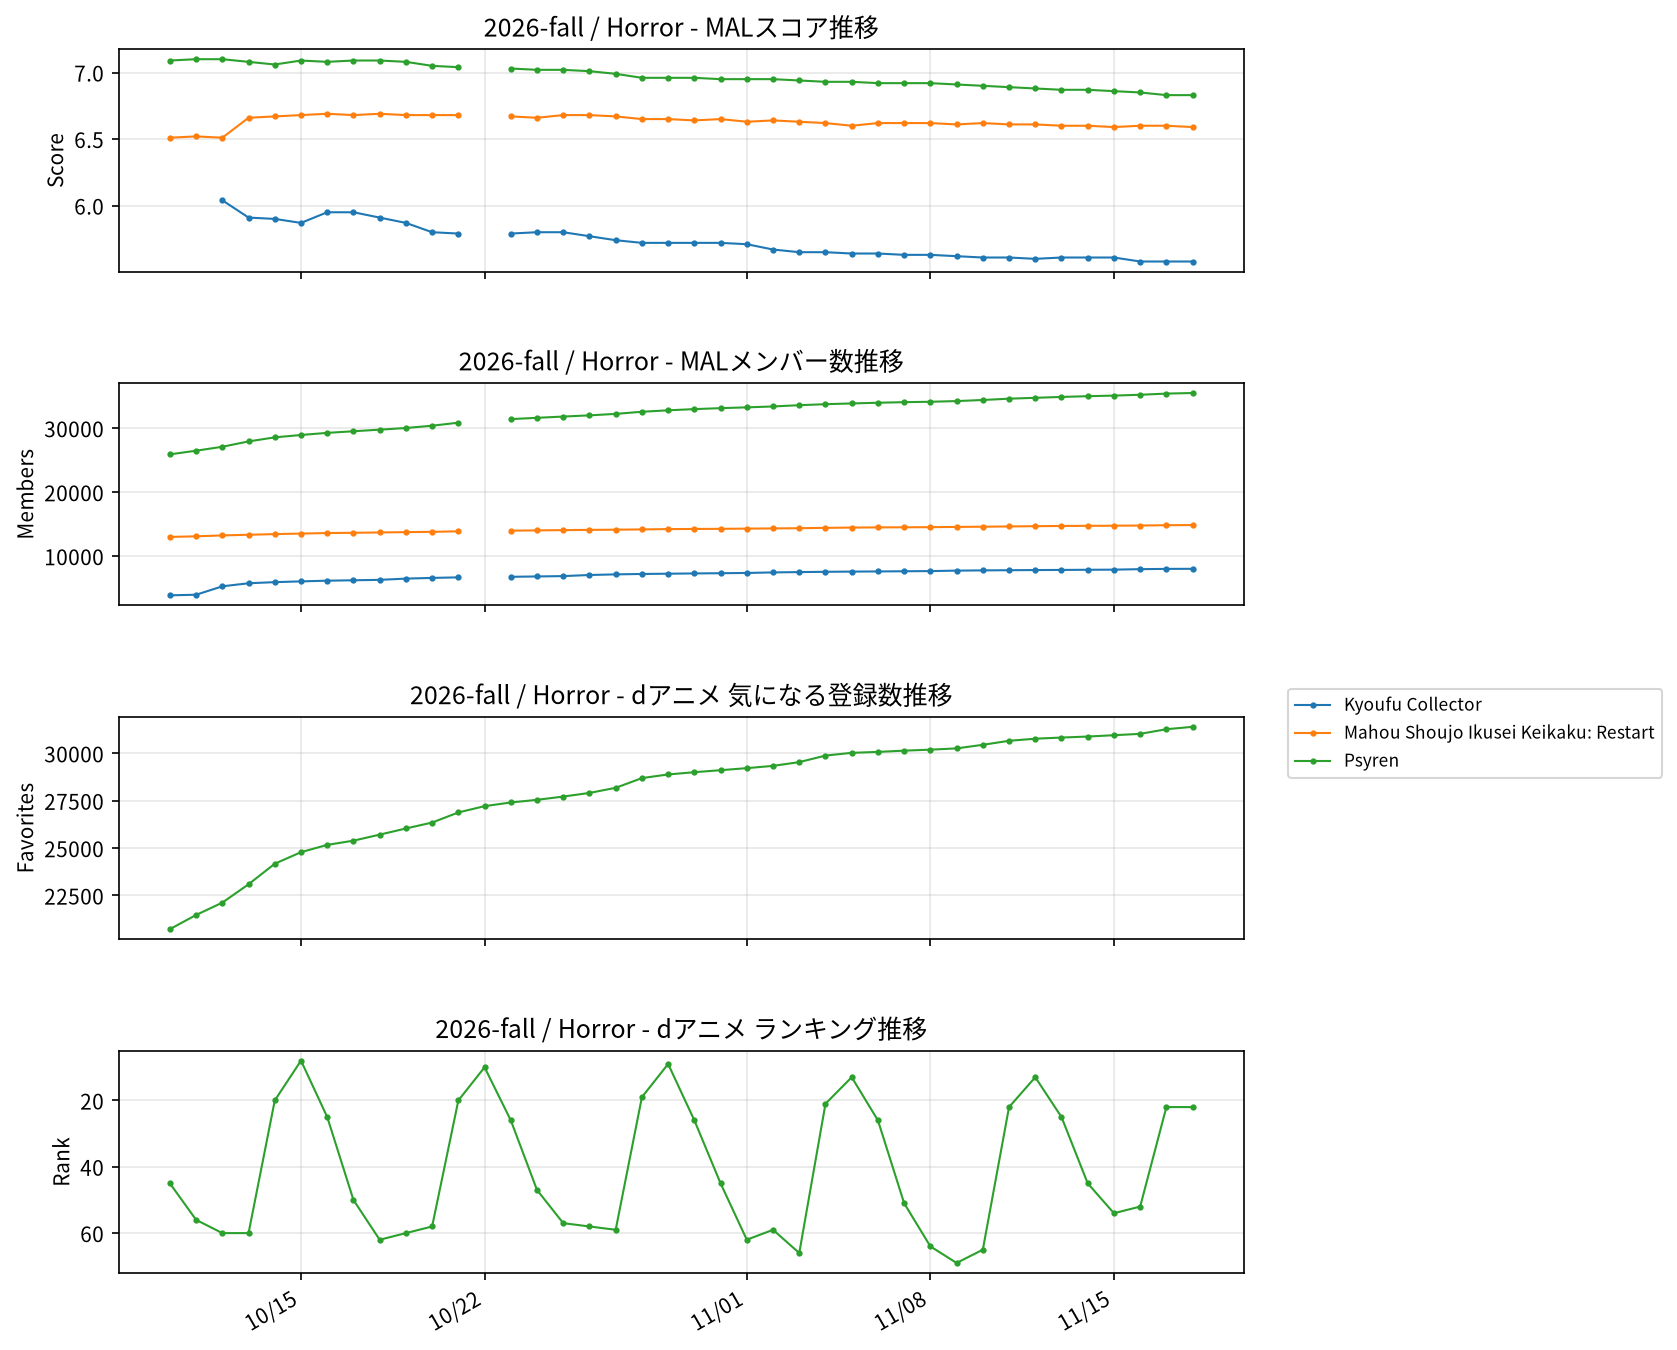 2026-fall / Horror - MALスコア推移
Score
7.0
6.5
6.0
2026-fall / Horror - MALメンバー数推移
Members
30000
20000
10000
2026-fall / Horror - dアニメ 気になる登録数推移
Favorites
30000
27500
25000
22500
Kyoufu Collector
Mahou Shoujo Ikusei Keikaku: Restart
Psyren
2026-fall / Horror - dアニメ ランキング推移
Rank
20
40
60
10/15
10/22
11/01
11/08
11/15